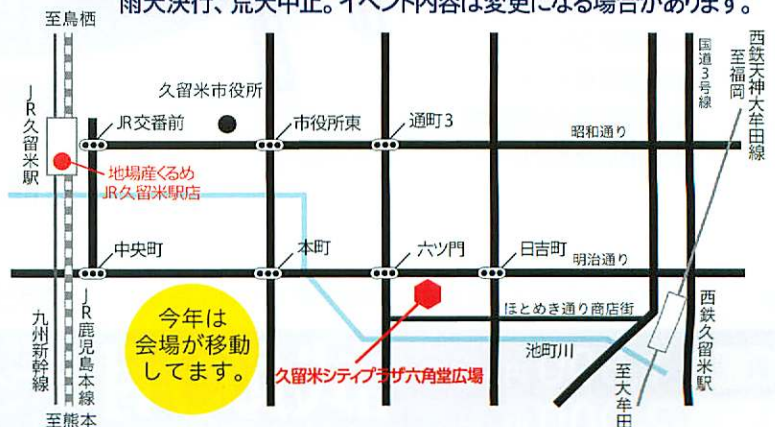 雨天決行、荒天中止。イベント内容は変更になる場合があります。
至鳥栖
JR久留米駅
久留米市役所
JR交番前
市役所東
通町3
昭和通り
国道3号線
西鉄天神大牟田線
至福岡
地場産くるめ
JR久留米駅店
中央町
本町
六ツ門
日吉町
明治通り
九州新幹線
JR鹿児島本線
今年は
会場が移動
してます。
ほとめき通り商店街
池町川
西鉄久留米駅
久留米シティプラザ六角堂広場
至大牟田
至熊本